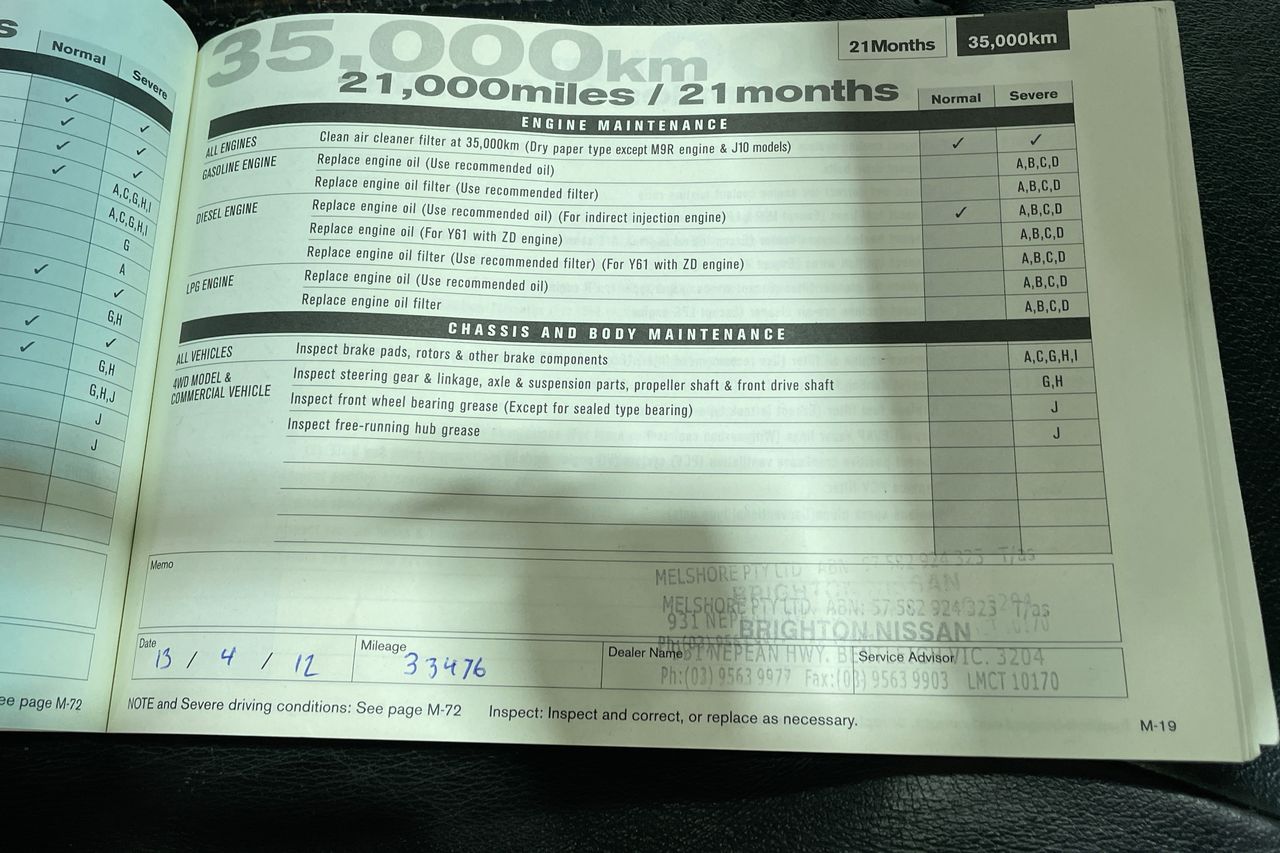 s
Normal
Severe
A,C,G,H,I
A,C,G,H,I
G
A
G,H
G,H
G,H,J
J
J
ee page M-72
35,000km
21,000miles / 21months
21Months
35,000km
Normal
Severe
ENGINE MAINTENANCE
ALL ENGINES Clean air cleaner filter at 35,000km (Dry paper type except M9R engine & J10 models) ✓ ✓
GASOLINE ENGINE Replace engine oil (Use recommended oil) A,B,C,D
Replace engine oil filter (Use recommended filter) A,B,C,D
DIESEL ENGINE Replace engine oil (Use recommended oil) (For indirect injection engine) ✓ A,B,C,D
Replace engine oil (For Y61 with ZD engine) A,B,C,D
Replace engine oil filter (Use recommended filter) (For Y61 with ZD engine) A,B,C,D
LPG ENGINE Replace engine oil (Use recommended oil) A,B,C,D
Replace engine oil filter A,B,C,D
CHASSIS AND BODY MAINTENANCE
ALL VEHICLES Inspect brake pads, rotors & other brake components A,C,G,H,I
4WD MODEL & COMMERCIAL VEHICLE Inspect steering gear & linkage, axle & suspension parts, propeller shaft & front drive shaft G,H
Inspect front wheel bearing grease (Except for sealed type bearing) J
Inspect free-running hub grease J
Memo
MELSHORE PTY LTD ABN 57 582 924 323 T/as
BRIGHTON NISSAN
MELSHORE PTY LTD. ABN: 57 582 924 323 T/as
931 NEP
BRIGHTON NISSAN
NEPEAN HWY. VIC. 3204
Ph:(03) 9563 9977 Fax:(03) 9563 9903 LMCT 10170
Date 13 / 4 / 12
Mileage 33476
Dealer Name
Service Advisor
NOTE and Severe driving conditions: See page M-72 Inspect: Inspect and correct, or replace as necessary.
M-19